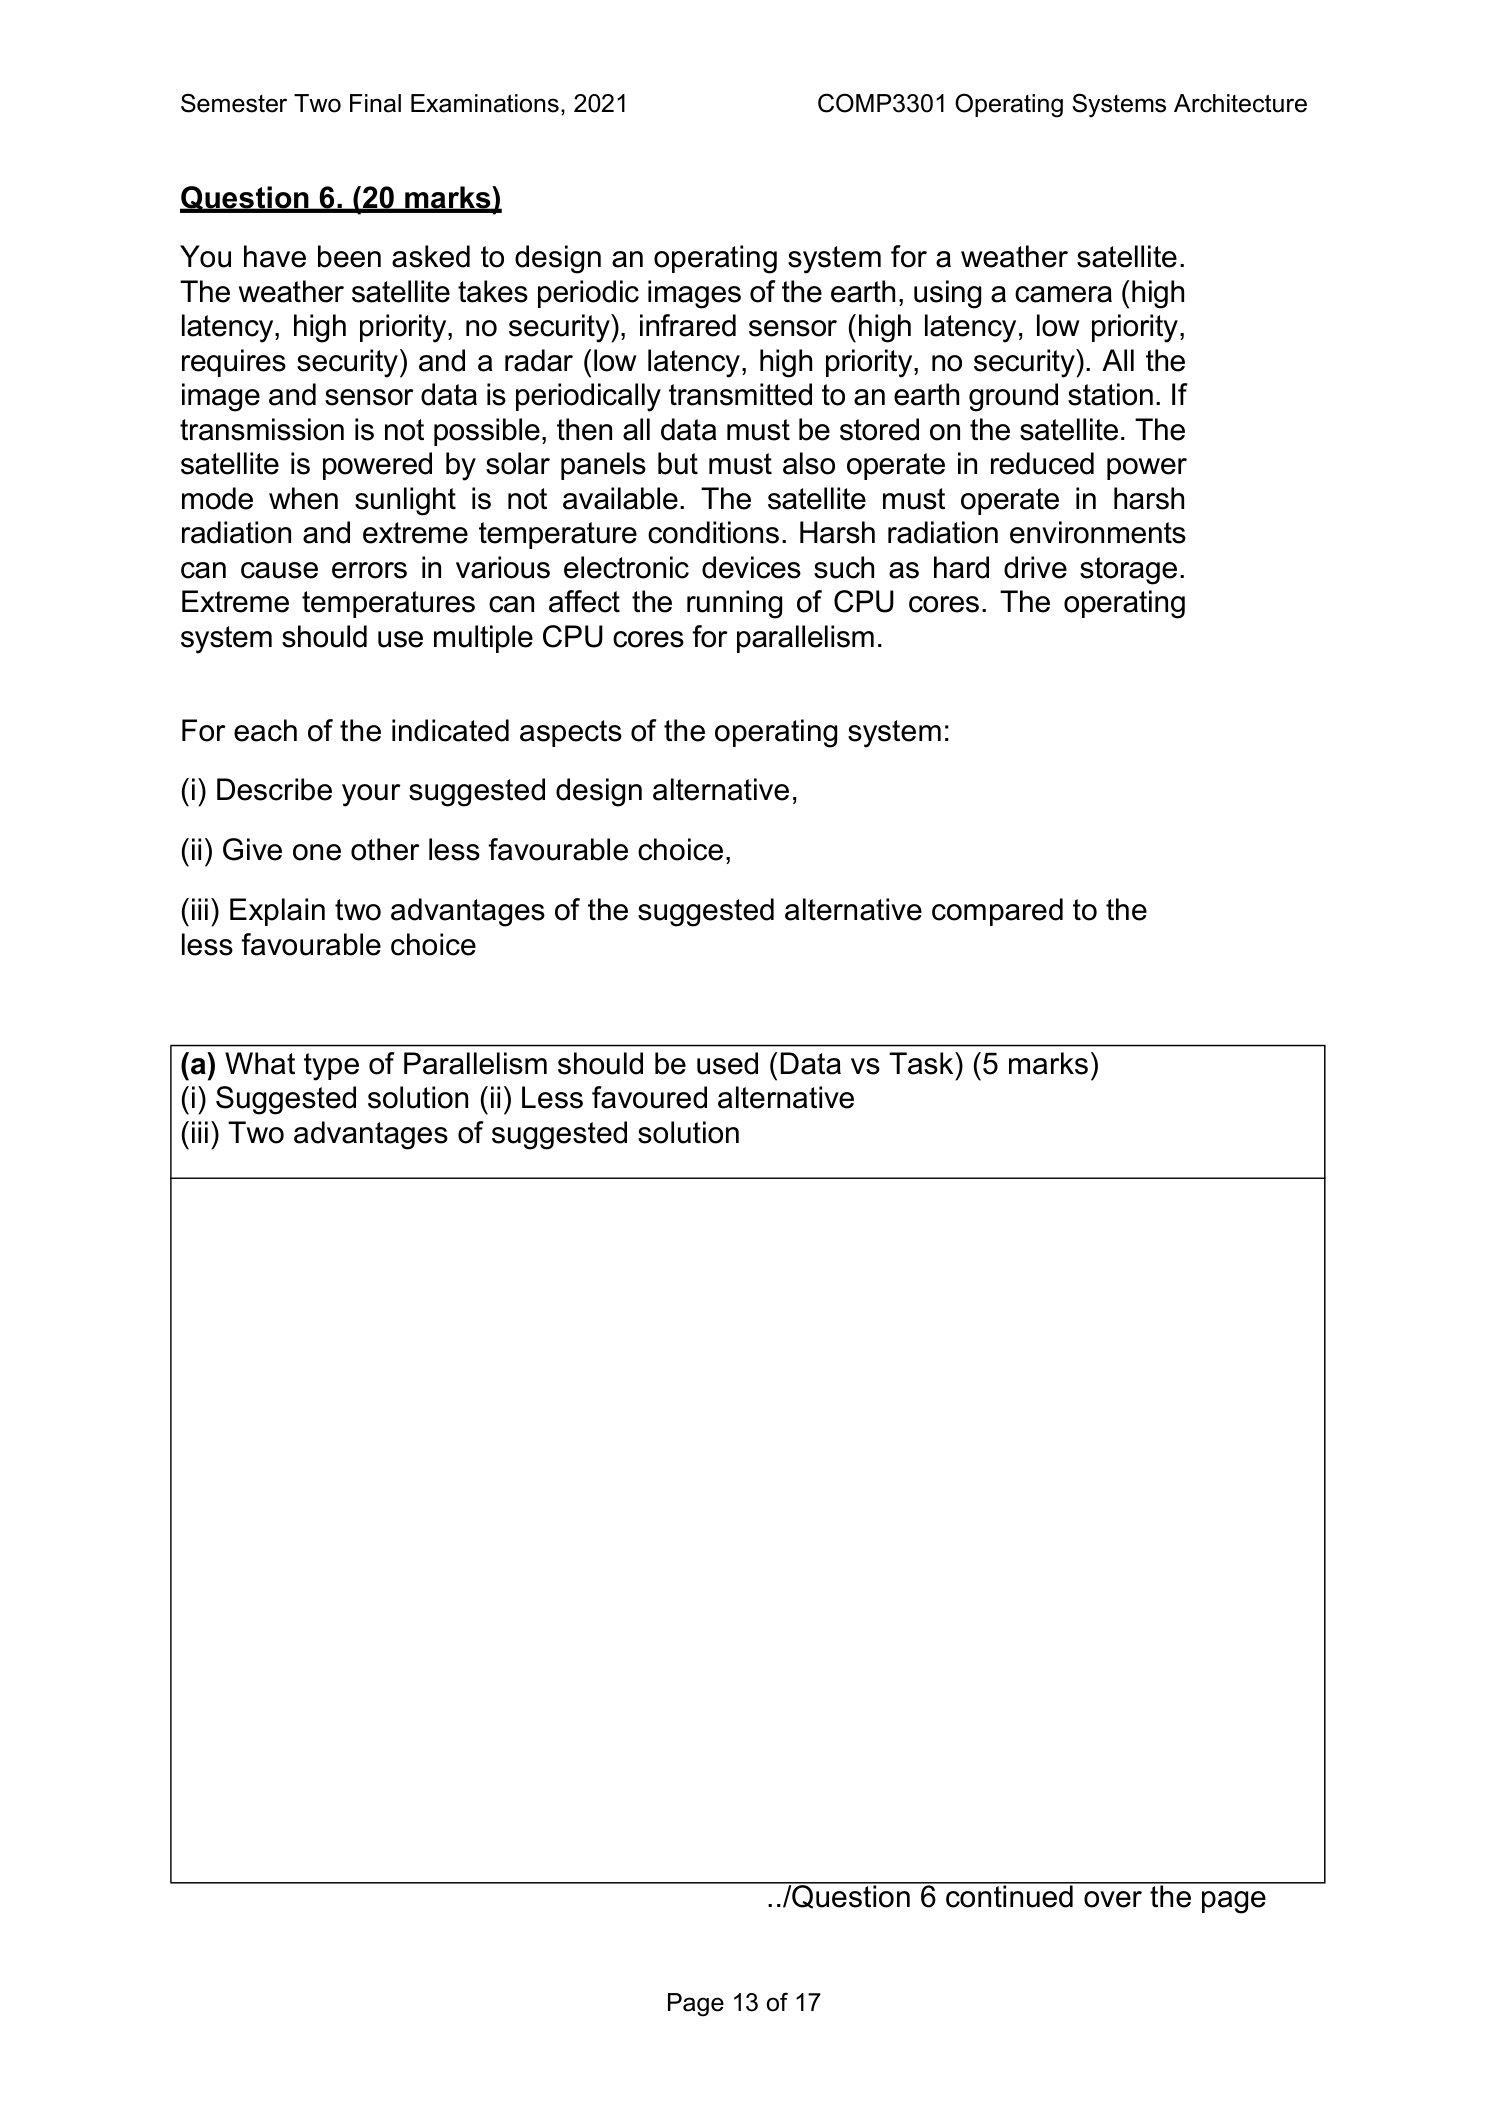 Semester Two Final Examinations, 2021 COMP3301 Operating Systems Architecture
Question 6. (20 marks)
You have been asked to design an operating system for a weather satellite.
The weather satellite takes periodic images of the earth, using a camera (high
latency, high priority, no security), infrared sensor (high latency, low priority,
requires security) and a radar (low latency, high priority, no security). All the
image and sensor data is periodically transmitted to an earth ground station. If
transmission is not possible, then all data must be stored on the satellite. The
satellite is powered by solar panels but must also operate in reduced power
mode when sunlight is not available. The satellite must operate in harsh
radiation and extreme temperature conditions. Harsh radiation environments
can cause errors in various electronic devices such as hard drive storage.
Extreme temperatures can affect the running of CPU cores. The operating
system should use multiple CPU cores for parallelism.
For each of the indicated aspects of the operating system:
(i) Describe your suggested design alternative,
(ii) Give one other less favourable choice,
(iii) Explain two advantages of the suggested alternative compared to the
less favourable choice
(a) What type of Parallelism should be used (Data vs Task) (5 marks)
(i) Suggested solution (ii) Less favoured alternative
(iii) Two advantages of suggested solution
../Question 6 continued over the page
Page 13 of 17